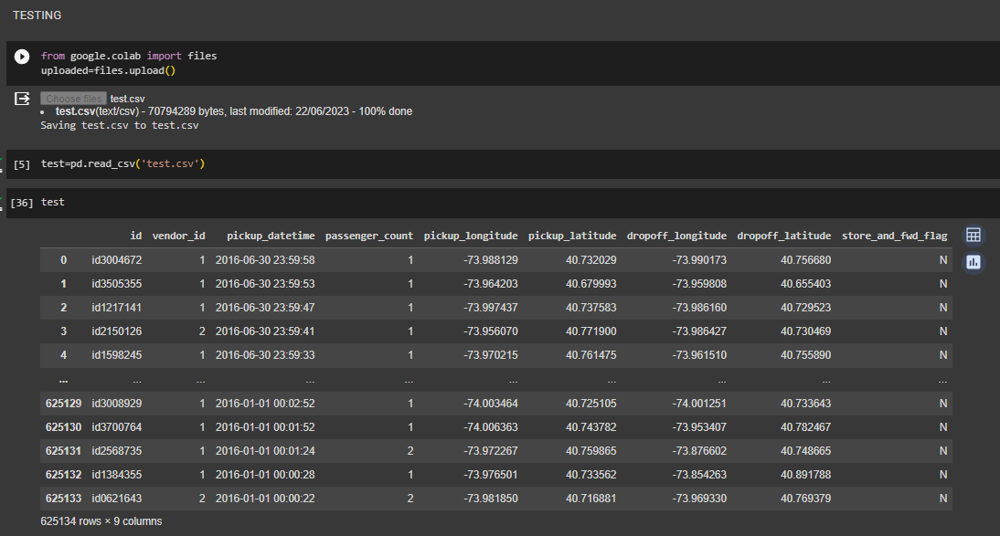 TESTING
from google.colab import files
uploaded=files.upload()
Choose files test.csv
• test.csv(text/csv) - 70794289 bytes, last modified: 22/06/2023 - 100% done
Saving test.csv to test.csv
[5] test=pd.read_csv('test.csv')
[36] test
id vendor_id pickup_datetime passenger_count pickup_longitude pickup_latitude dropoff_longitude dropoff_latitude store_and_fwd_flag
0 id3004672 1 2016-06-30 23:59:58 1 -73.988129 40.732029 -73.990173 40.756680 N
1 id3505355 1 2016-06-30 23:59:53 1 -73.964203 40.679993 -73.959808 40.655403 N
2 id1217141 1 2016-06-30 23:59:47 1 -73.997437 40.737583 -73.986160 40.729523 N
3 id2150126 2 2016-06-30 23:59:41 1 -73.956070 40.771900 -73.986427 40.730469 N
4 id1598245 1 2016-06-30 23:59:33 1 -73.970215 40.761475 -73.961510 40.755890 N
... ... ... ... ... ... ... ... ... ...
625129 id3008929 1 2016-01-01 00:02:52 1 -74.003464 40.725105 -74.001251 40.733643 N
625130 id3700764 1 2016-01-01 00:01:52 1 -74.006363 40.743782 -73.953407 40.782467 N
625131 id2568735 1 2016-01-01 00:01:24 2 -73.972267 40.759865 -73.876602 40.748665 N
625132 id1384355 1 2016-01-01 00:00:28 1 -73.976501 40.733562 -73.854263 40.891788 N
625133 id0621643 2 2016-01-01 00:00:22 2 -73.981850 40.716881 -73.969330 40.769379 N
625134 rows × 9 columns